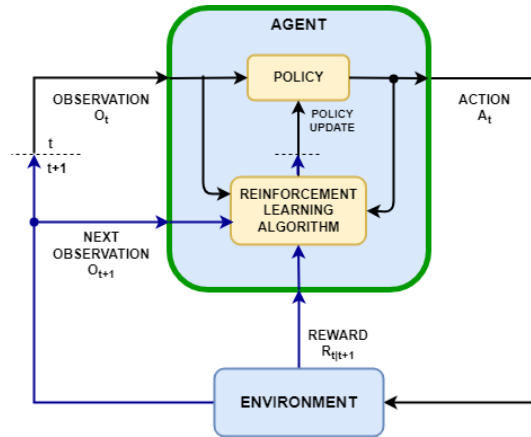 AGENT
POLICY
OBSERVATION
Ot
ACTION
At
POLICY
UPDATE
t
t+1
REINFORCEMENT
LEARNING
ALGORITHM
NEXT
OBSERVATION
Ot+1
REWARD
Rt|t+1
ENVIRONMENT